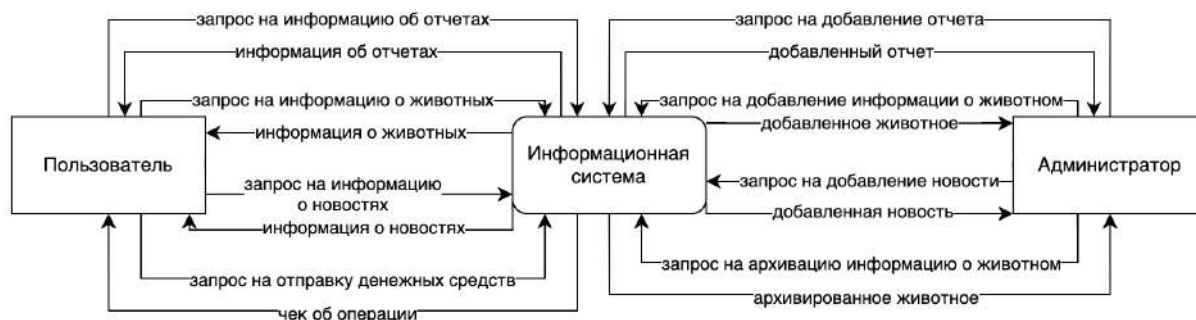 запрос на информацию об отчетах
запрос на добавление отчета
информация об отчетах
добавленный отчет
запрос на информацию о животных
запрос на добавление информации о животном
информация о животных
добавленное животное
Пользователь
Информационная
система
Администратор
запрос на информацию
о новостях
запрос на добавление новости
информация о новостях
добавленная новость
запрос на отправку денежных средств
запрос на архивацию информацию о животном
чек об операции
архивированное животное